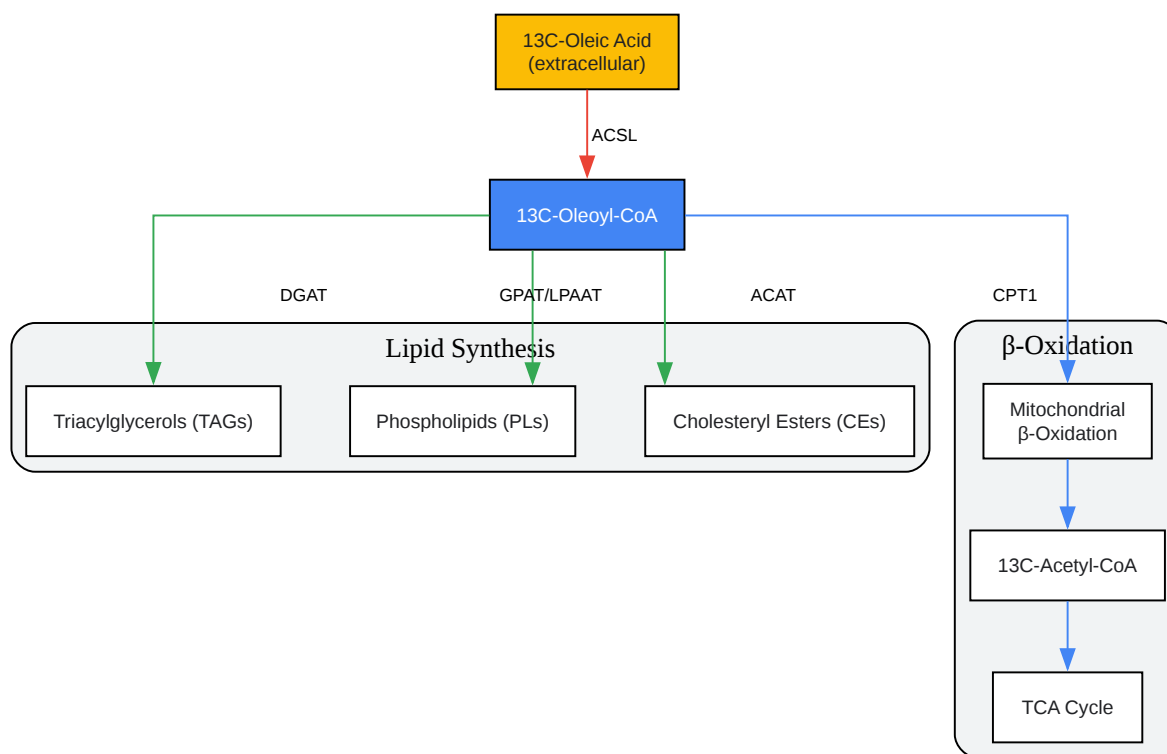 13C-Oleic Acid
(extracellular)
ACSL
13C-Oleoyl-CoA
DGAT
GPAT/LPAAT
ACAT
CPT1
Lipid Synthesis
β-Oxidation
Triacylglycerols (TAGs)
Phospholipids (PLs)
Cholesteryl Esters (CEs)
Mitochondrial
β-Oxidation
13C-Acetyl-CoA
TCA Cycle